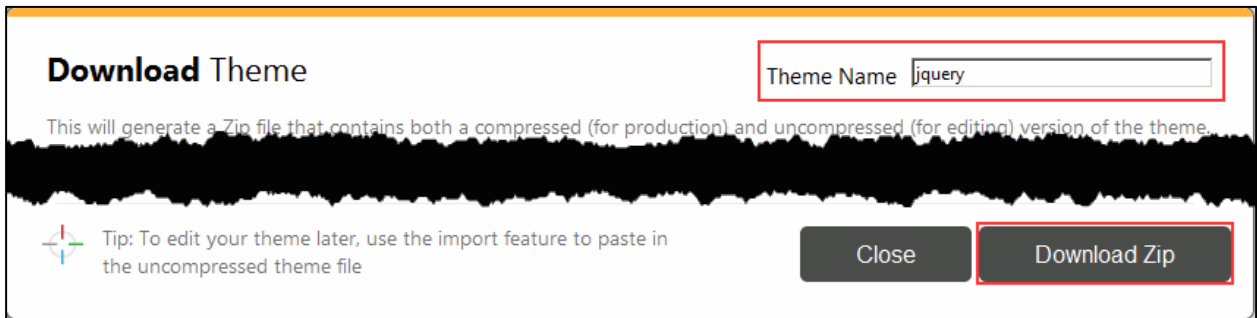 Download Theme
Theme Name jquery
This will generate a Zip file that contains both a compressed (for production) and uncompressed (for editing) version of the theme.
Tip: To edit your theme later, use the import feature to paste in
the uncompressed theme file
Close
Download Zip